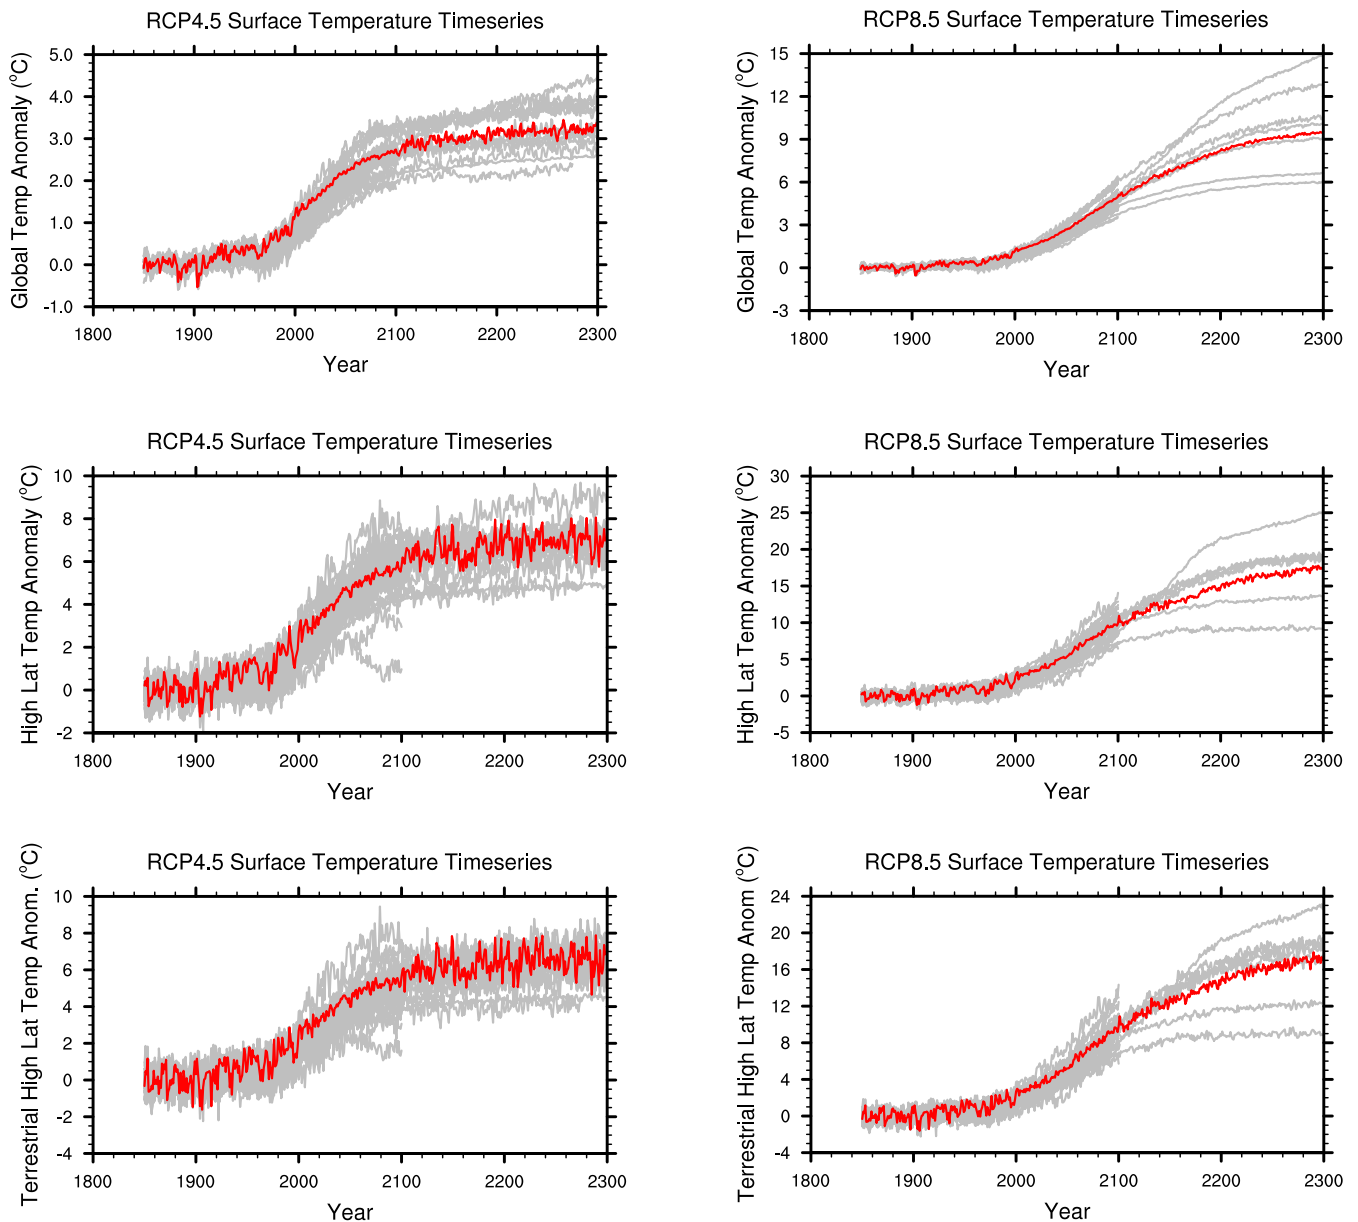 RCP4.5 Surface Temperature Timeseries
5.0
4.0
3.0
2.0
1.0
0.0
-1.0
Global Temp Anomaly (°C)
1800 1900 2000 2100 2200 2300
Year
RCP8.5 Surface Temperature Timeseries
15
12
9
6
3
0
-3
Global Temp Anomaly (°C)
1800 1900 2000 2100 2200 2300
Year
RCP4.5 Surface Temperature Timeseries
10
8
6
4
2
0
-2
High Lat Temp Anomaly (°C)
1800 1900 2000 2100 2200 2300
Year
RCP8.5 Surface Temperature Timeseries
30
25
20
15
10
5
0
-5
High Lat Temp Anomaly (°C)
1800 1900 2000 2100 2200 2300
Year
RCP4.5 Surface Temperature Timeseries
10
8
6
4
2
0
-2
-4
Terrestrial High Lat Temp Anom. (°C)
1800 1900 2000 2100 2200 2300
Year
RCP8.5 Surface Temperature Timeseries
24
20
16
12
8
4
0
-4
Terrestrial High Lat Temp Anom (°C)
1800 1900 2000 2100 2200 2300
Year